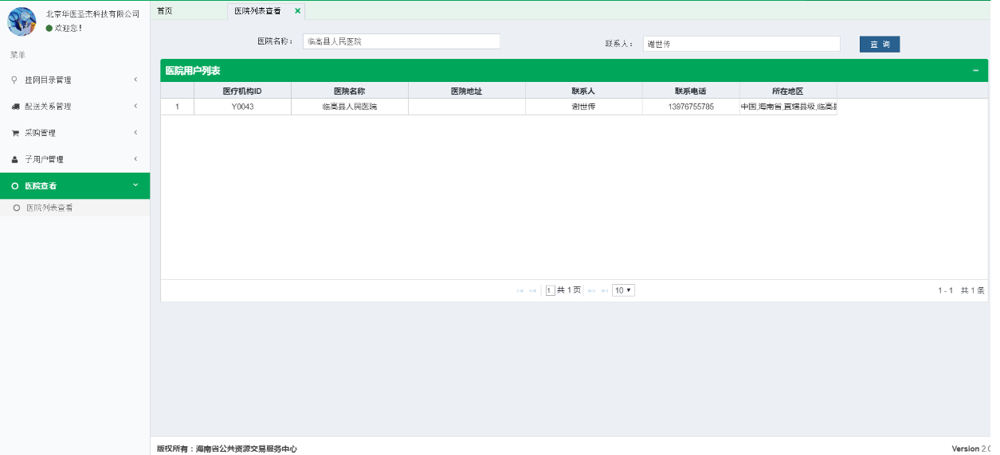 北京华医圣杰科技有限公司
欢迎您！
菜单
挂网目录管理
配送关系管理
采购管理
子用户管理
医院查看
医院列表查看
首页 医院列表查看
医院名称： 临高县人民医院 联系人： 谢世传 查 询
医院用户列表
医疗机构ID 医院名称 医院地址 联系人 联系电话 所在地区
1 Y0043 临高县人民医院 谢世传 13976755785 中国,海南省,直辖县级,临高县
1 共 1 页 10 1 - 1 共 1 条
版权所有：海南省公共资源交易服务中心 Version 2.0